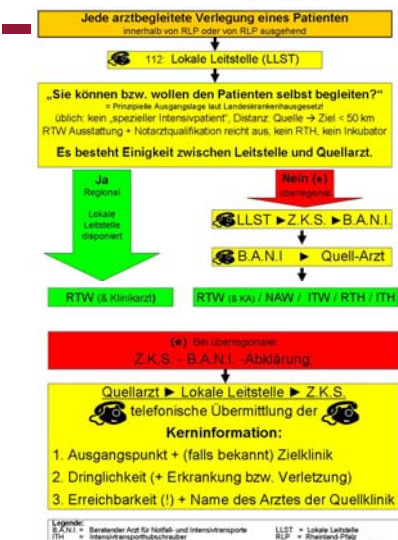 Jede arztbegleitete Verlegung eines Patienten
innerhalb von RLP oder von RLP ausgehend
112: Lokale Leitstelle (LLST)
„Sie können bzw. wollen den Patienten selbst begleiten?"
= Prinzipielle Ausgangslage laut Landeskrankenhausgesetz!
üblich: kein „spezieller Intensivpatient", Distanz: Quelle → Ziel < 50 km
RTW Ausstattung + Notarztqualifikation reicht aus, kein RTH, kein Inkubator
Es besteht Einigkeit zwischen Leitstelle und Quellarzt.
Ja
Regional
Lokale
Leitstelle
disponiert
Nein (*)
überregional
LLST ►Z.K.S. ►B.A.N.I.
B.A.N.I ► Quell-Arzt
RTW (& Klinikarzt)
RTW (& KA) / NAW / ITW / RTH / ITH
(*) Bei überregionaler
Z.K.S. - B.A.N.I. -Abklärung:
Quellarzt ► Lokale Leitstelle ► Z.K.S.
telefonische Übermittlung der
Kerninformation:
1. Ausgangspunkt + (falls bekannt) Zielklinik
2. Dringlichkeit (+ Erkrankung bzw. Verletzung)
3. Erreichbarkeit (!) + Name des Arztes der Quellklinik
Legende:
B.A.N.I. = Beratender Arzt für Notfall- und Intensivtransporte
ITH = Intensivtransporthubschrauber
LLST = Lokale Leitstelle
RLP = Rheinland-Pfalz